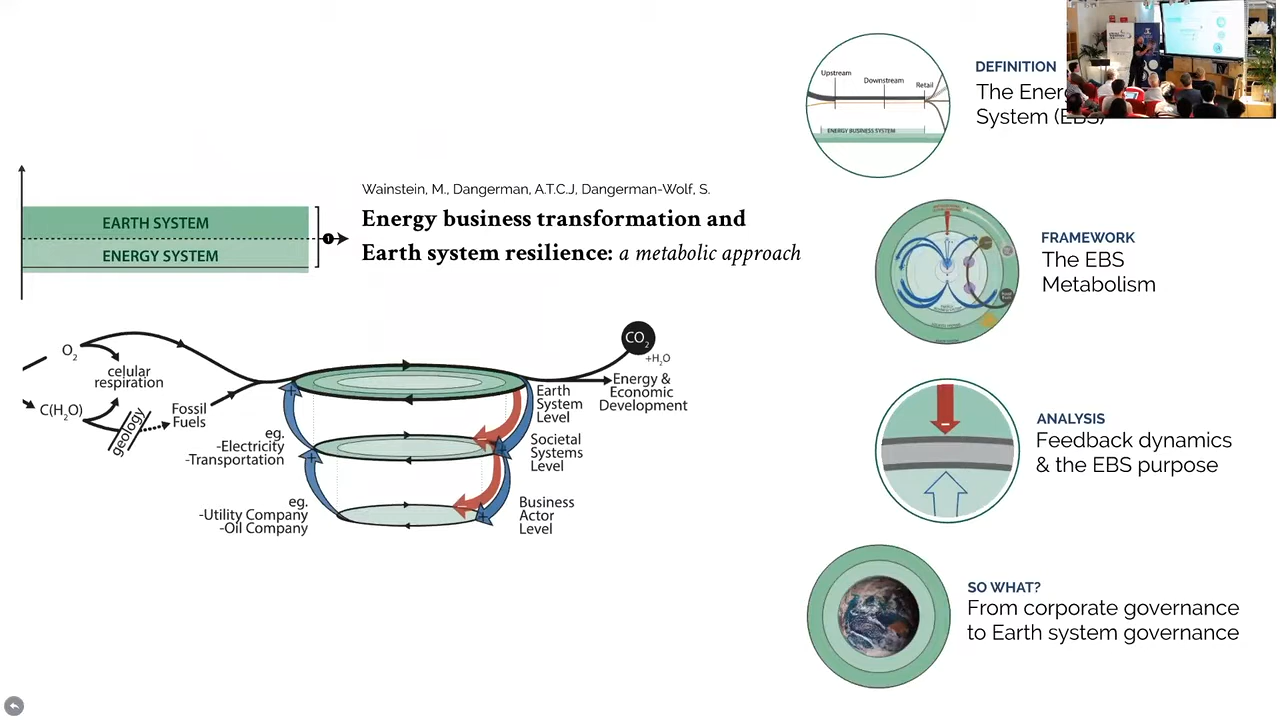 EARTH SYSTEM
ENERGY SYSTEM
1
Wainstein, M., Dangerman, A.T.C.J, Dangerman-Wolf, S.
Energy business transformation and
Earth system resilience: a metabolic approach
O2
celular
respiration
C(H2O)
geology
Fossil
Fuels
CO2
+H2O
Energy &
Economic
Development
Earth
System
Level
eg.
-Electricity
-Transportation
Societal
Systems
Level
eg.
-Utility Company
-Oil Company
Business
Actor
Level
Upstream
Downstream
Retail
ENERGY BUSINESS SYSTEM
DEFINITION
The
System (EBS)
FRAMEWORK
The EBS
Metabolism
ANALYSIS
Feedback dynamics
& the EBS purpose
SO WHAT?
From corporate governance
to Earth system governance